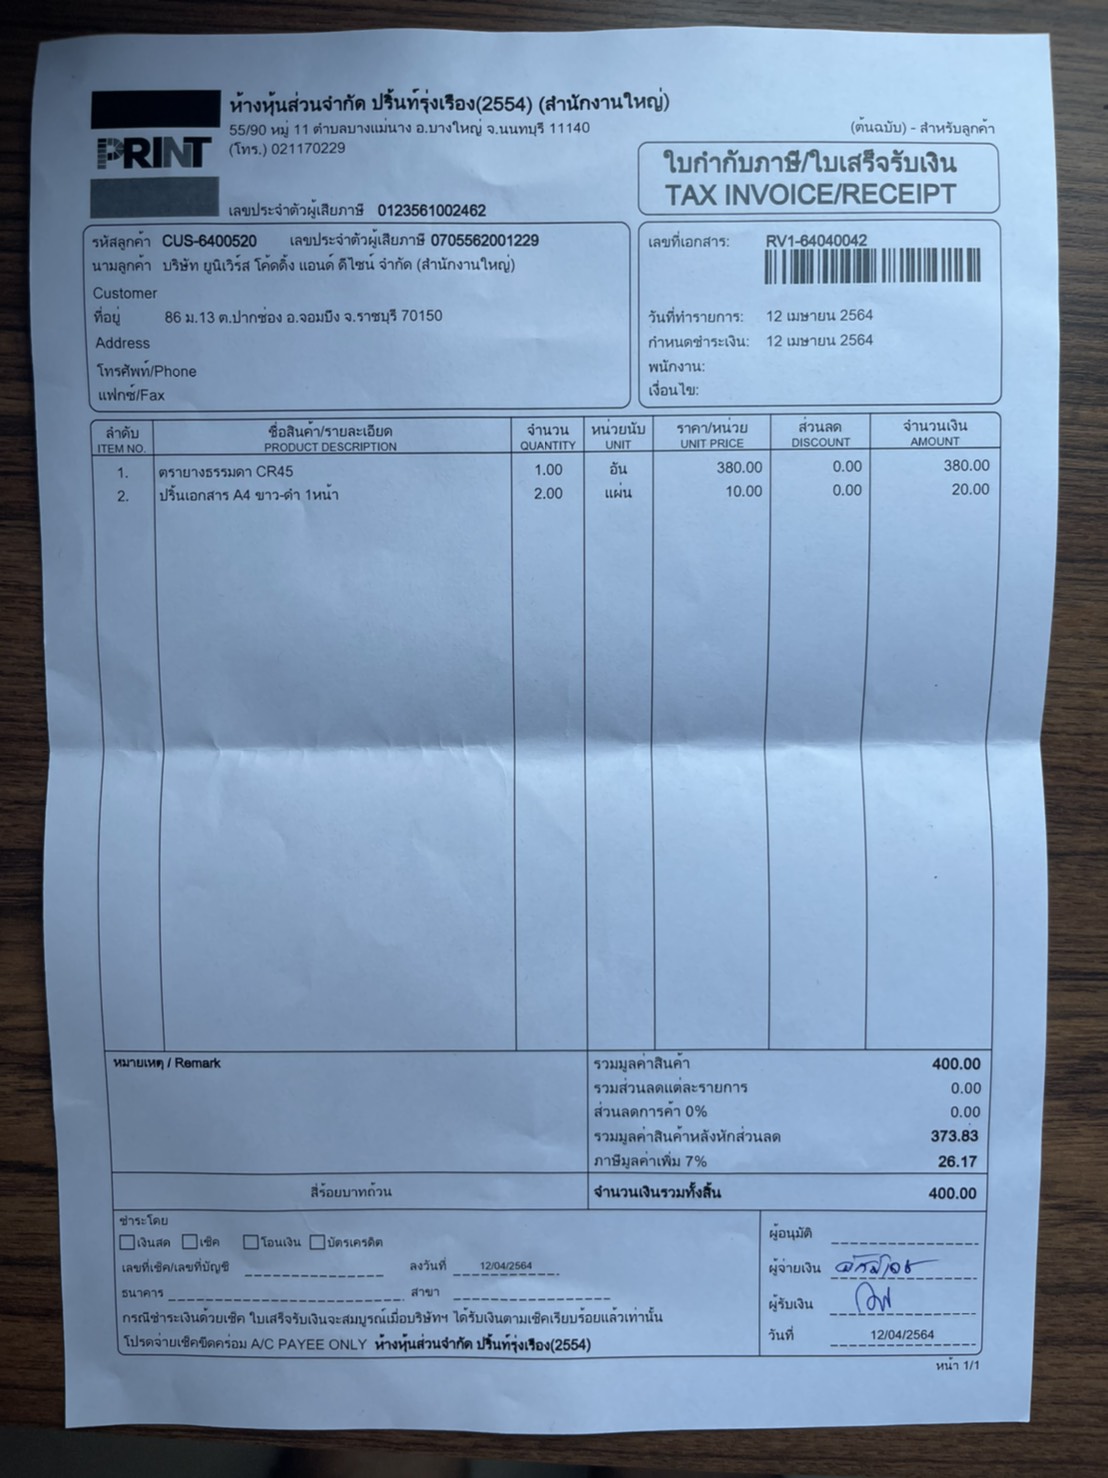 ห้างหุ้นส่วนจำกัด ปริ้นท์รุ่งเรือง(2554) (สำนักงานใหญ่)
55/90 หมู่ 11 ตำบลบางแม่นาง อ.บางใหญ่ จ.นนทบุรี 11140
(โทร.) 021170229
PRINT
เลขประจำตัวผู้เสียภาษี 0123561002462
(ต้นฉบับ) - สำหรับลูกค้า
ใบกำกับภาษี/ใบเสร็จรับเงิน
TAX INVOICE/RECEIPT
รหัสลูกค้า CUS-6400520 เลขประจำตัวผู้เสียภาษี 0705562001229
นามลูกค้า บริษัท ยูนิเวิร์ส โค้ดดิ้ง แอนด์ ดีไซน์ จำกัด (สำนักงานใหญ่)
Customer
ที่อยู่ 86 ม.13 ต.ปากช่อง อ.จอมบึง จ.ราชบุรี 70150
Address
โทรศัพท์/Phone
แฟกซ์/Fax
เลขที่เอกสาร: RV1-64040042
วันที่ทำรายการ: 12 เมษายน 2564
กำหนดชำระเงิน: 12 เมษายน 2564
พนักงาน:
เงื่อนไข:
ลำดับ ชื่อสินค้า/รายละเอียด จำนวน หน่วยนับ ราคา/หน่วย ส่วนลด จำนวนเงิน
ITEM NO. PRODUCT DESCRIPTION QUANTITY UNIT UNIT PRICE DISCOUNT AMOUNT
1. ตรายางธรรมดา CR45 1.00 อัน 380.00 0.00 380.00
2. ปริ้นเอกสาร A4 ขาว-ดำ 1หน้า 2.00 แผ่น 10.00 0.00 20.00
หมายเหตุ / Remark
รวมมูลค่าสินค้า 400.00
รวมส่วนลดแต่ละรายการ 0.00
ส่วนลดการค้า 0% 0.00
รวมมูลค่าสินค้าหลังหักส่วนลด 373.83
ภาษีมูลค่าเพิ่ม 7% 26.17
สี่ร้อยบาทถ้วน จำนวนเงินรวมทั้งสิ้น 400.00
ชำระโดย
เงินสด เช็ค โอนเงิน บัตรเครดิต
เลขที่เช็ค/เลขที่บัญชี ลงวันที่ 12/04/2564
ธนาคาร สาขา
กรณีชำระเงินด้วยเช็ค ใบเสร็จรับเงินจะสมบูรณ์เมื่อบริษัทฯ ได้รับเงินตามเช็คเรียบร้อยแล้วเท่านั้น
โปรดจ่ายเช็คขีดคร่อม A/C PAYEE ONLY ห้างหุ้นส่วนจำกัด ปริ้นท์รุ่งเรือง(2554)
ผู้อนุมัติ
ผู้จ่ายเงิน
ผู้รับเงิน
วันที่ 12/04/2564
หน้า 1/1